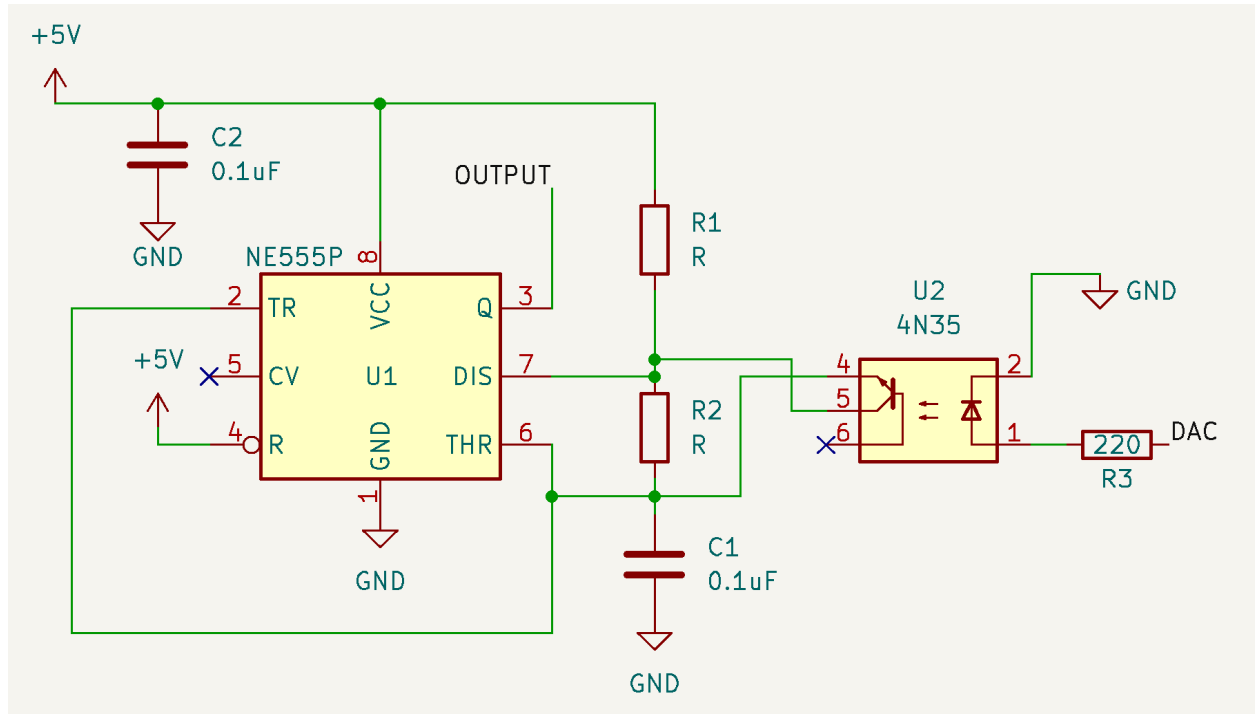 +5V
C2
0.1uF
OUTPUT
GND
NE555P
8
R1
R
2
TR
VCC
Q
3
U2
4N35
GND
+5V
5
CV
U1
DIS
7
4
2
R2
R
5
4
R
GND
THR
6
6
1
220
DAC
R3
1
GND
C1
0.1uF
GND